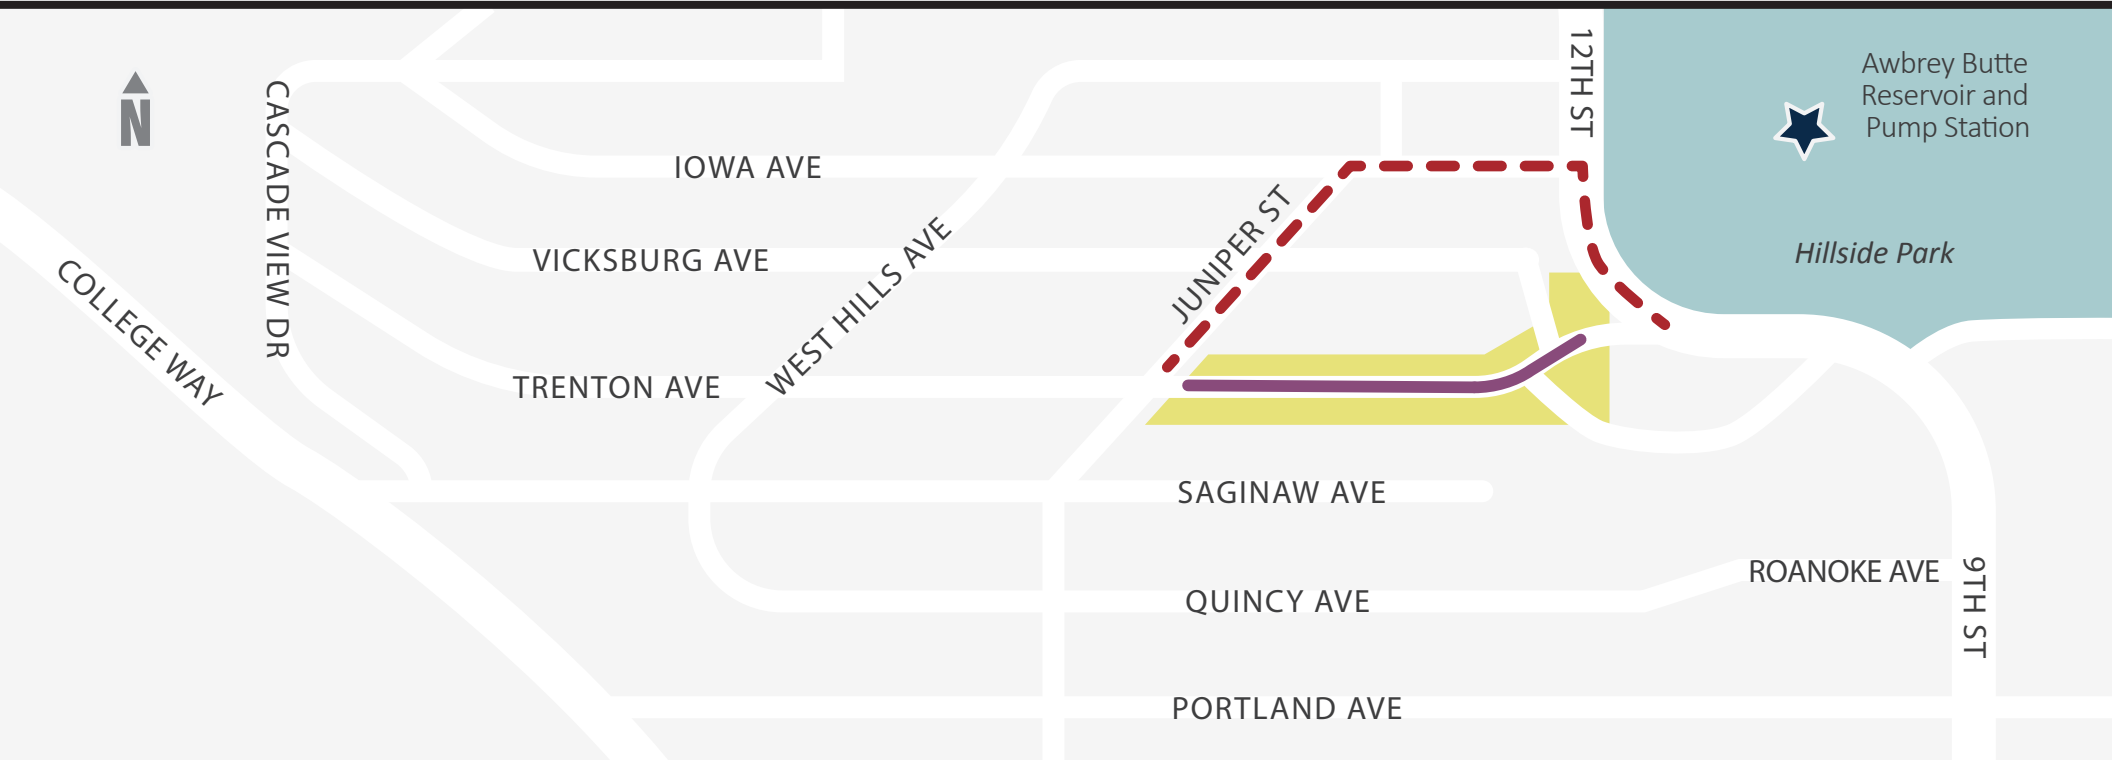 12TH ST
Awbrey Butte
Reservoir and
Pump Station
N
CASCADE VIEW DR
IOWA AVE
JUNIPER ST
Hillside Park
VICKSBURG AVE
WEST HILLS AVE
COLLEGE WAY
TRENTON AVE
SAGINAW AVE
ROANOKE AVE
QUINCY AVE
9TH ST
PORTLAND AVE